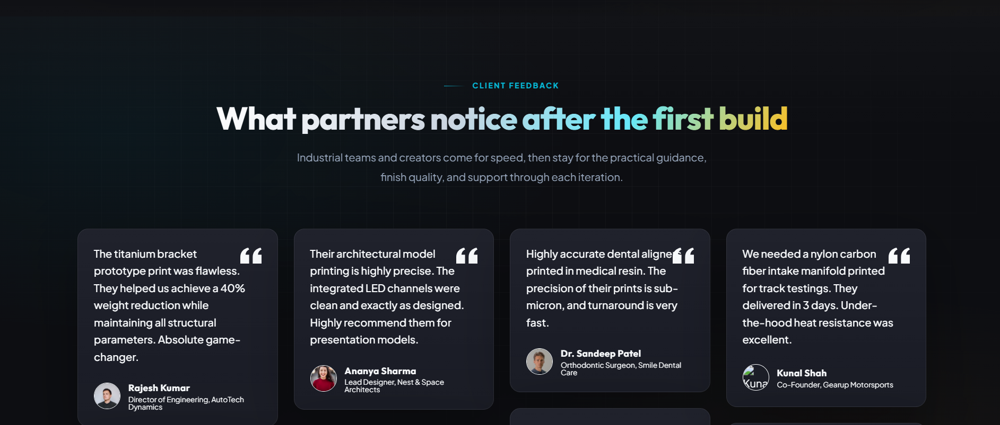 CLIENT FEEDBACK
What partners notice after the first build
Industrial teams and creators come for speed, then stay for the practical guidance,
finish quality, and support through each iteration.
The titanium bracket
prototype print was flawless.
They helped us achieve a 40%
weight reduction while
maintaining all structural
parameters. Absolute game-
changer.
Rajesh Kumar
Director of Engineering, AutoTech
Dynamics
Their architectural model
printing is highly precise. The
integrated LED channels were
clean and exactly as designed.
Highly recommend them for
presentation models.
Ananya Sharma
Lead Designer, Nest & Space
Architects
Highly accurate dental aligners
printed in medical resin. The
precision of their prints is sub-
micron, and turnaround is very
fast.
Dr. Sandeep Patel
Orthodontic Surgeon, Smile Dental
Care
We needed a nylon carbon
fiber intake manifold printed
for track testings. They
delivered in 3 days. Under-
the-hood heat resistance was
excellent.
Kuna
Kunal Shah
Co-Founder, Gearup Motorsports